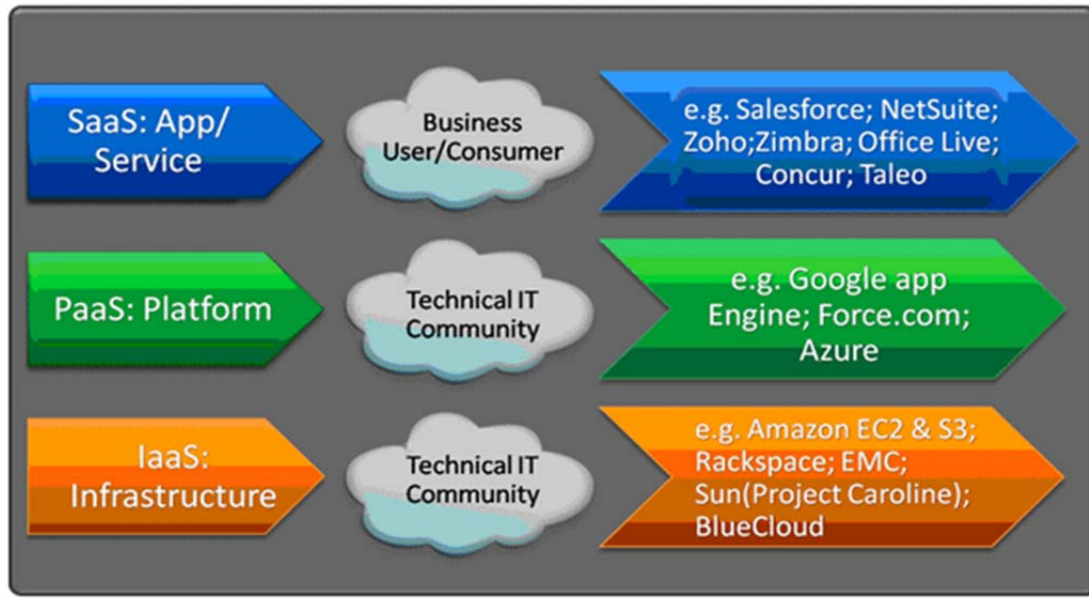 SaaS: App/
Service
Business
User/Consumer
e.g. Salesforce; NetSuite;
Zoho;Zimbra; Office Live;
Concur; Taleo
PaaS: Platform
Technical IT
Community
e.g. Google app
Engine; Force.com;
Azure
IaaS:
Infrastructure
Technical IT
Community
e.g. Amazon EC2 & S3;
Rackspace; EMC;
Sun(Project Caroline);
BlueCloud